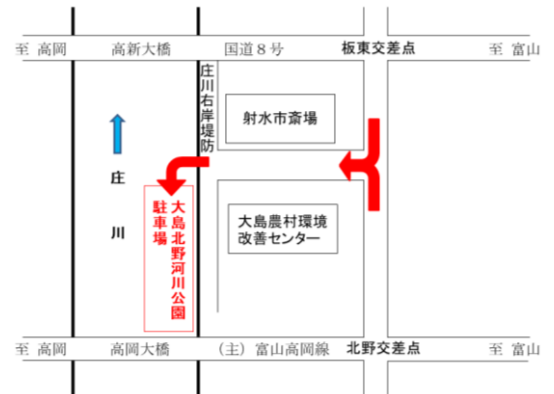 至 高岡 高新大橋 国道8号 板東交差点 至 富山
庄川右岸堤防
射水市斎場
庄川
大島北野河川公園
駐車場
大島農村環境
改善センター
至 高岡 高岡大橋 (主) 富山高岡線 北野交差点 至 富山